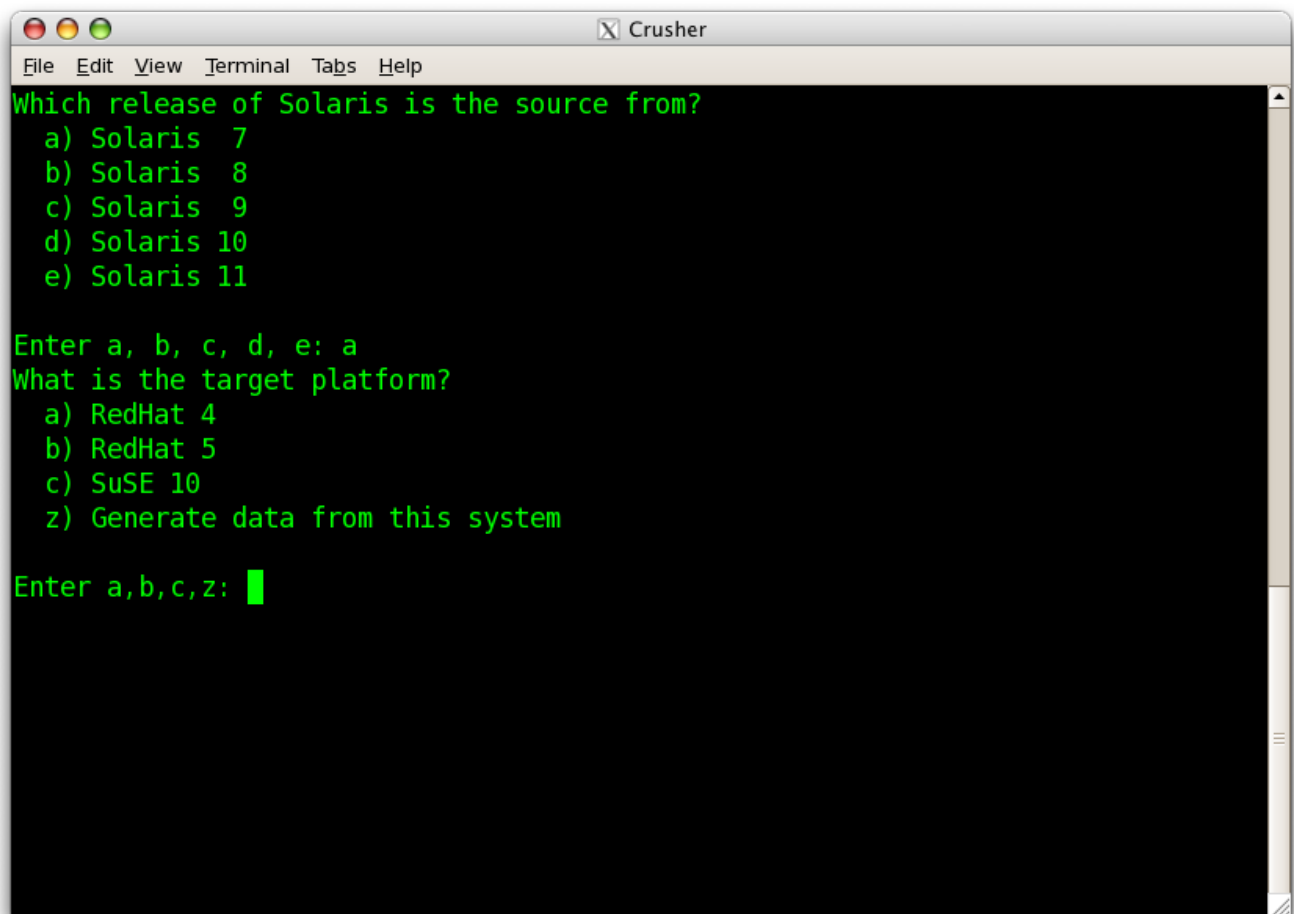 Crusher
File Edit View Terminal Tabs Help
Which release of Solaris is the source from?
  a) Solaris  7
  b) Solaris  8
  c) Solaris  9
  d) Solaris 10
  e) Solaris 11

Enter a, b, c, d, e: a
What is the target platform?
  a) RedHat 4
  b) RedHat 5
  c) SuSE 10
  z) Generate data from this system

Enter a,b,c,z: